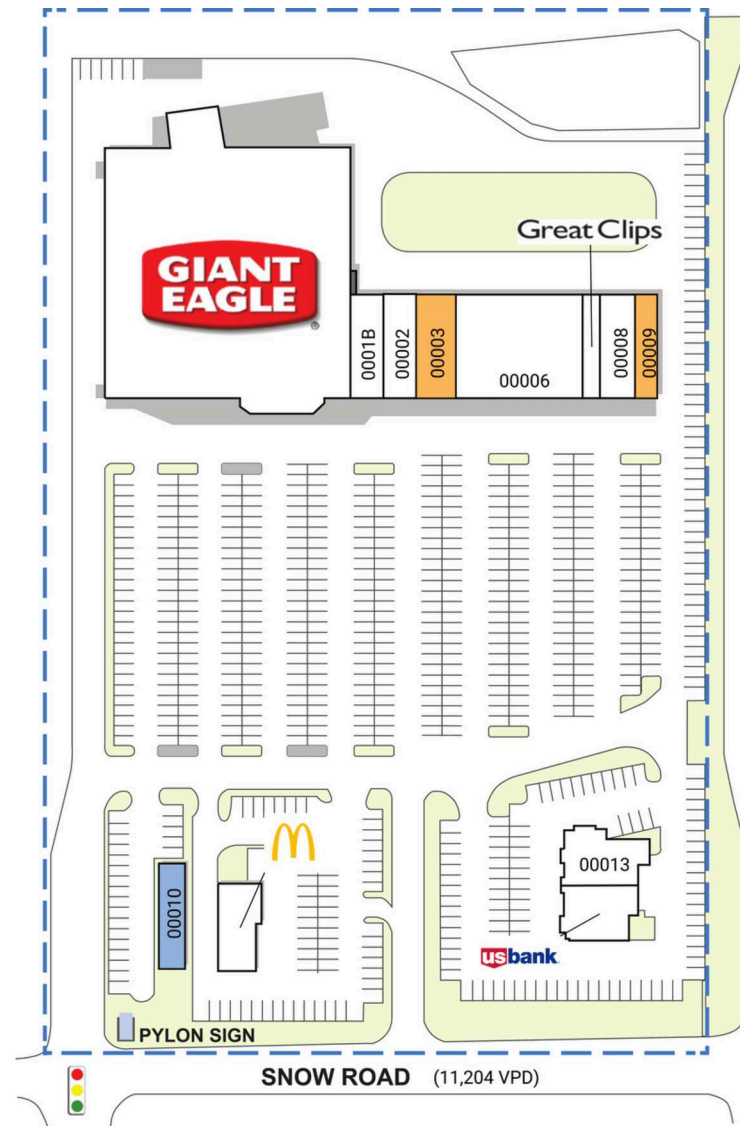 GIANT
EAGLE
®
Great Clips
0001B
00002
00003
00006
00008
00009
00010
00013
usbank
PYLON SIGN
SNOW ROAD (11,204 VPD)